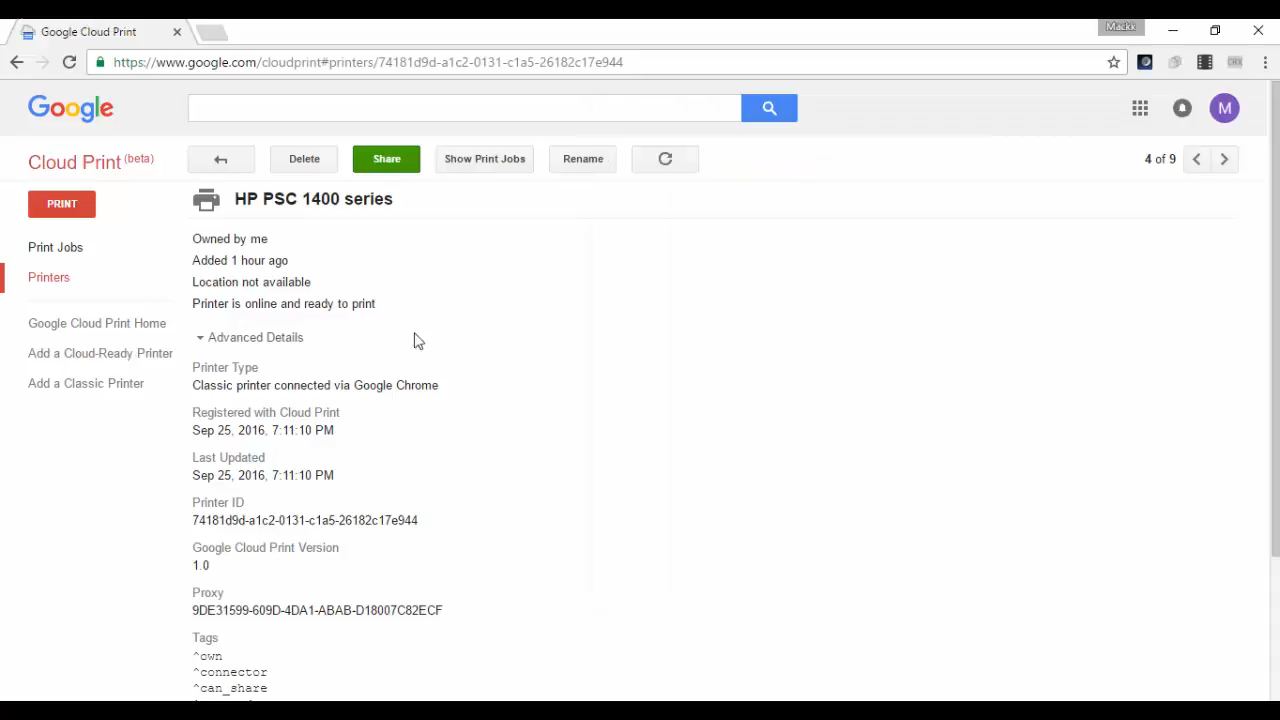 Google Cloud Print
Mackk
https://www.google.com/cloudprint#printers/74181d9d-a1c2-0131-c1a5-26182c17e944
Google
M
Cloud Print (beta)
Delete
Share
Show Print Jobs
Rename
4 of 9
PRINT
HP PSC 1400 series
Print Jobs
Printers
Google Cloud Print Home
Add a Cloud-Ready Printer
Add a Classic Printer
Owned by me
Added 1 hour ago
Location not available
Printer is online and ready to print
Advanced Details
Printer Type
Classic printer connected via Google Chrome
Registered with Cloud Print
Sep 25, 2016, 7:11:10 PM
Last Updated
Sep 25, 2016, 7:11:10 PM
Printer ID
74181d9d-a1c2-0131-c1a5-26182c17e944
Google Cloud Print Version
1.0
Proxy
9DE31599-609D-4DA1-ABAB-D18007C82ECF
Tags
^own
^connector
^can_share